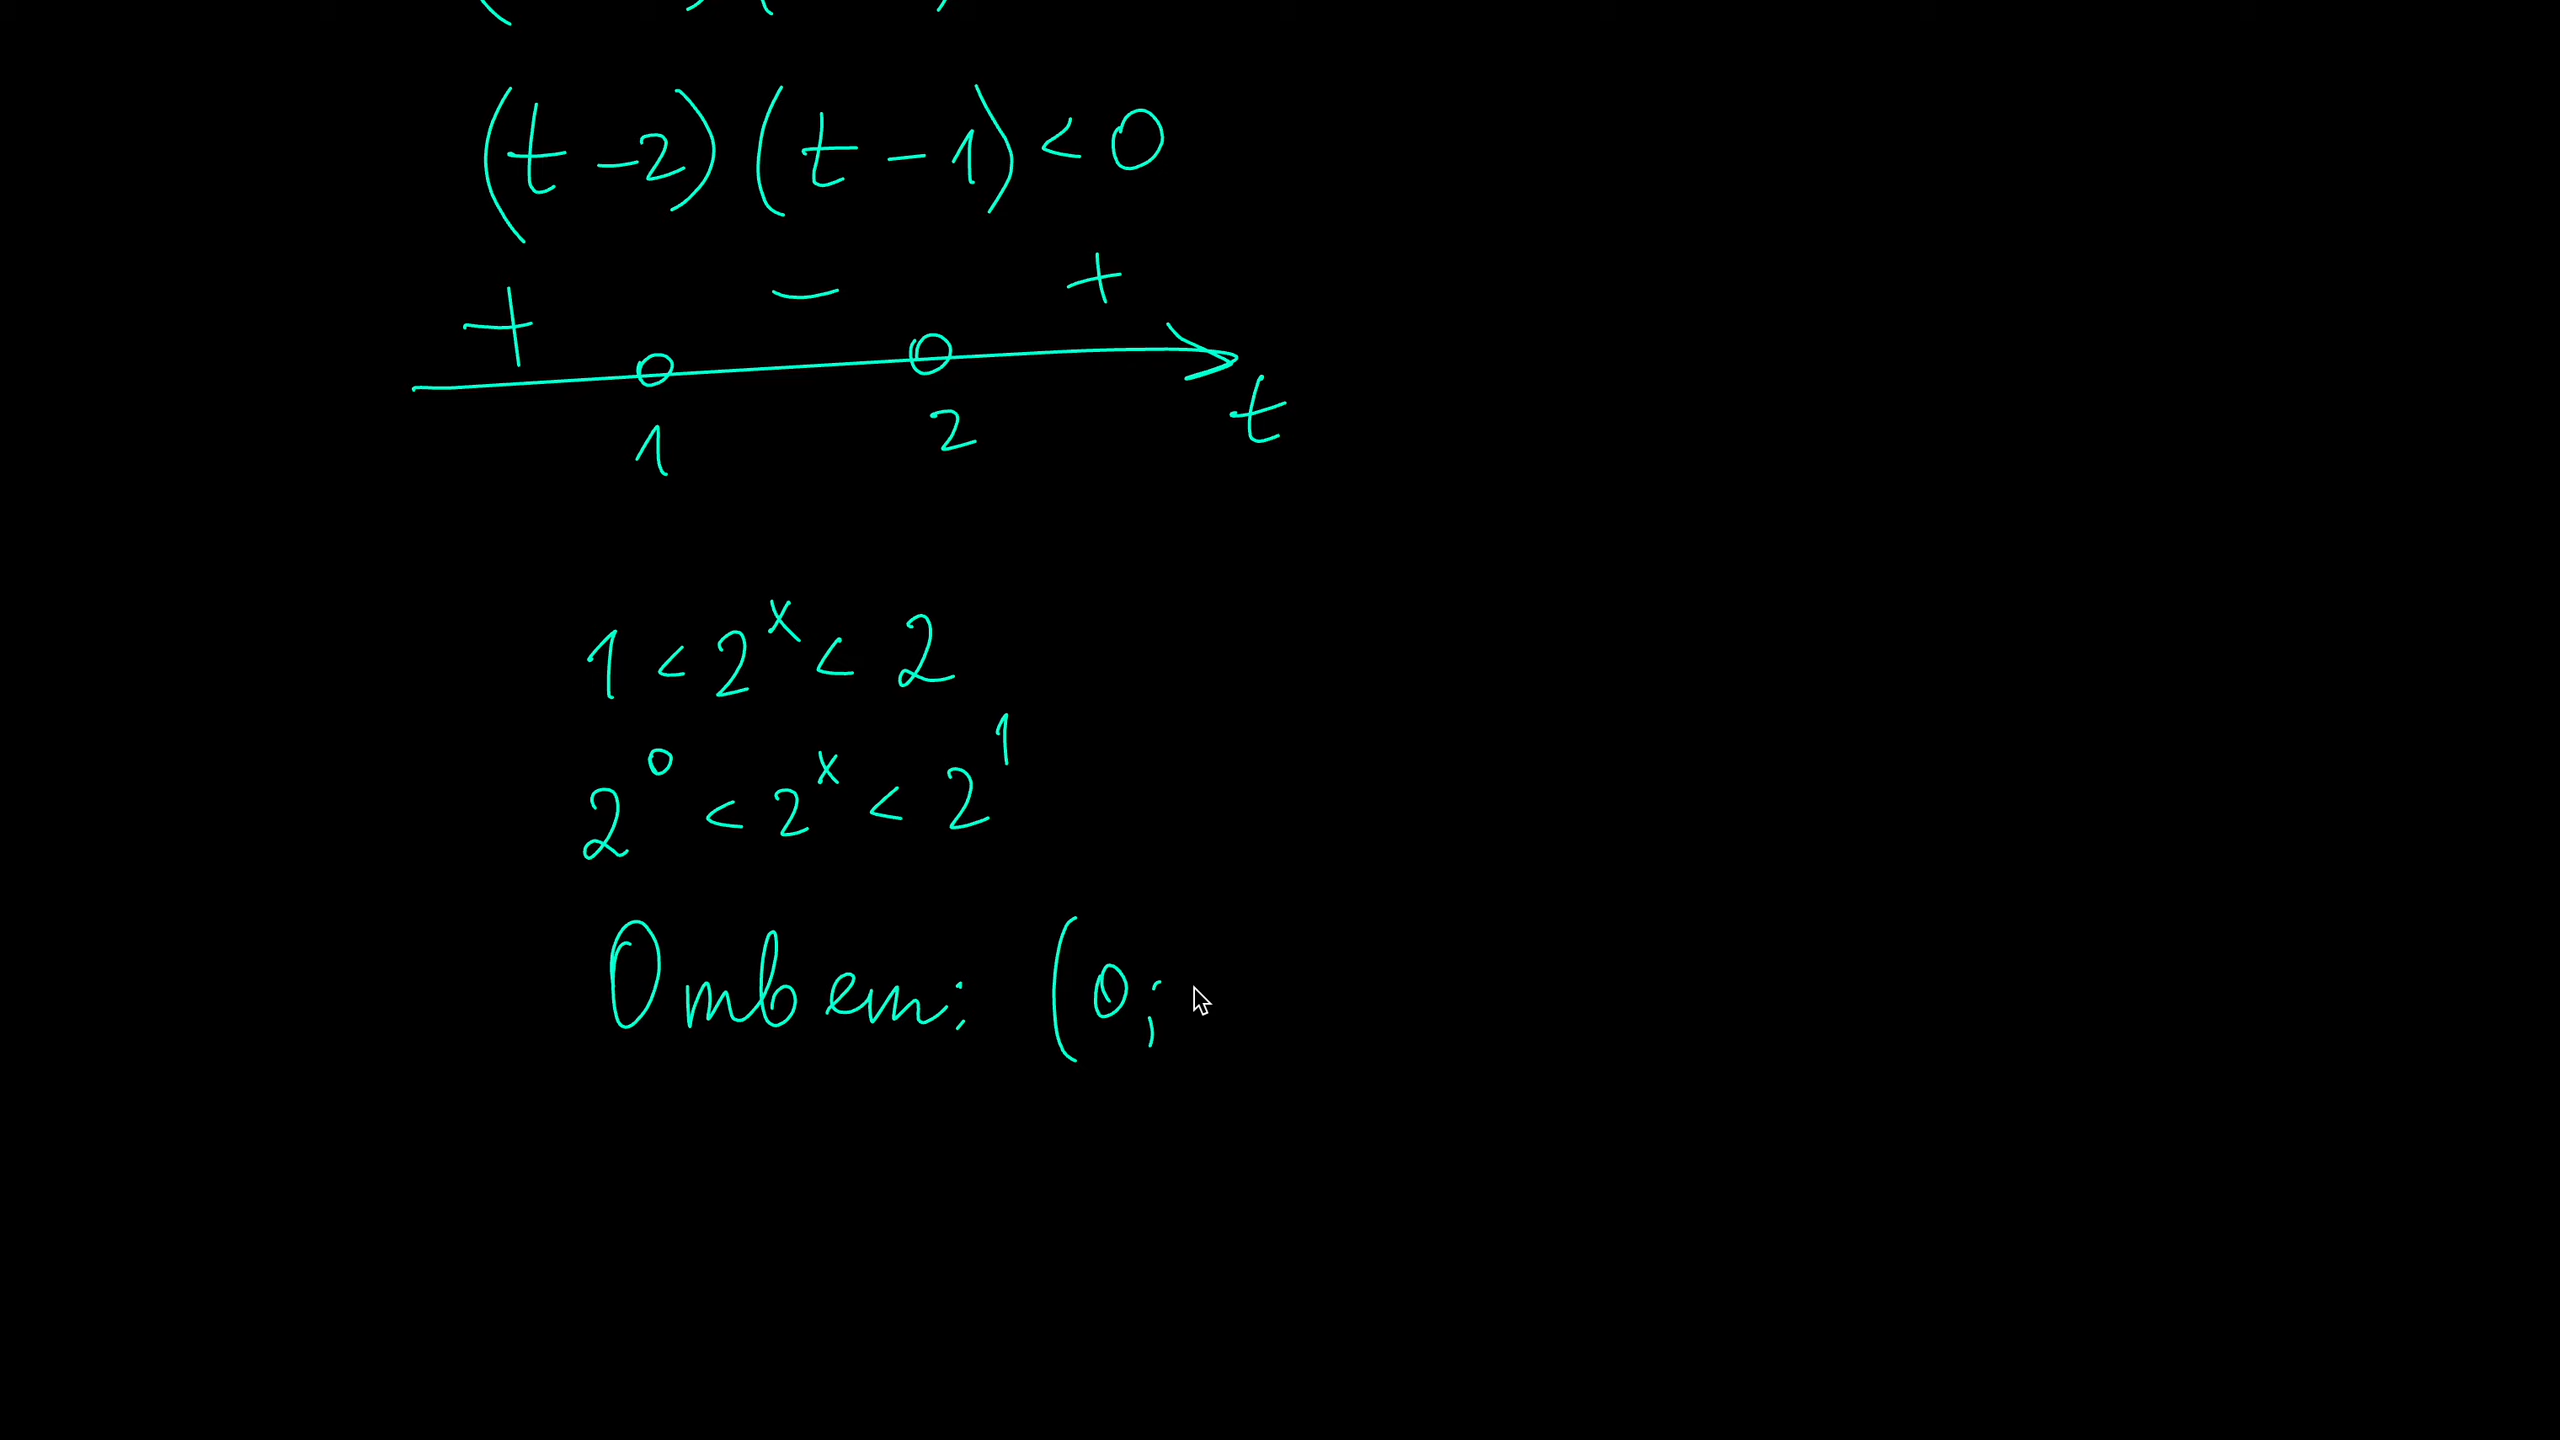 (t-2)(t-1)<0
+ − +
1 2 t
1 < 2^x < 2
2^0 < 2^x < 2^1
Ответ: (0;